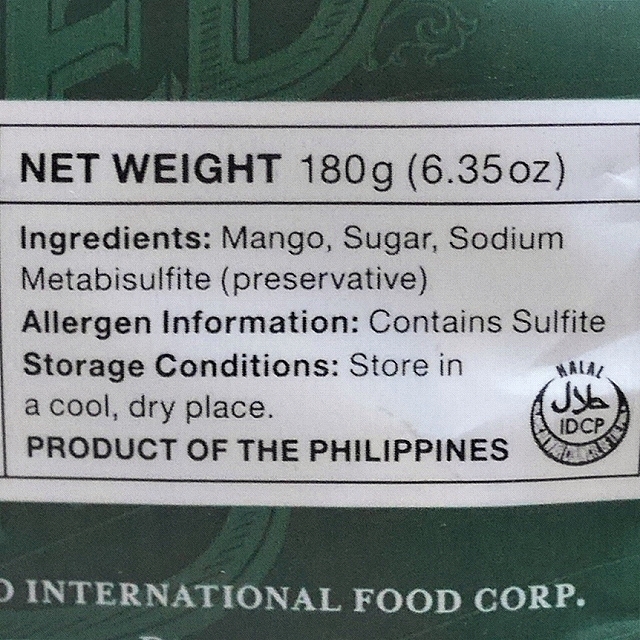 NET WEIGHT 180g (6.35oz)
Ingredients: Mango, Sugar, Sodium
Metabisulfite (preservative)
Allergen Information: Contains Sulfite
Storage Conditions: Store in
a cool, dry place.
HALAL
حلال
IDCP
PRODUCT OF THE PHILIPPINES
INTERNATIONAL FOOD CORP.